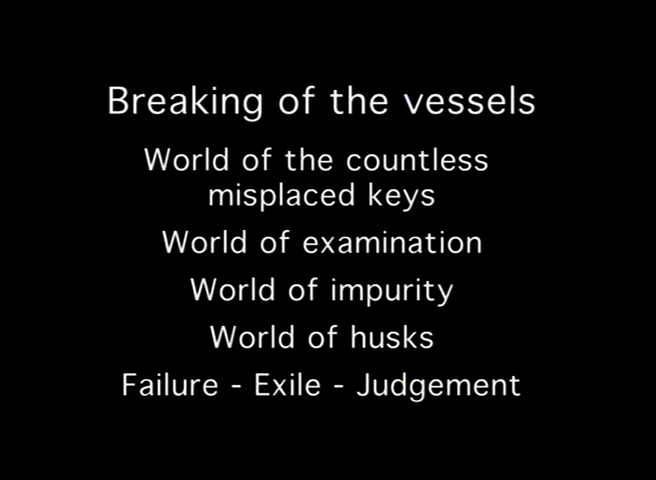 Breaking of the vessels
World of the countless
misplaced keys
World of examination
World of impurity
World of husks
Failure - Exile - Judgement